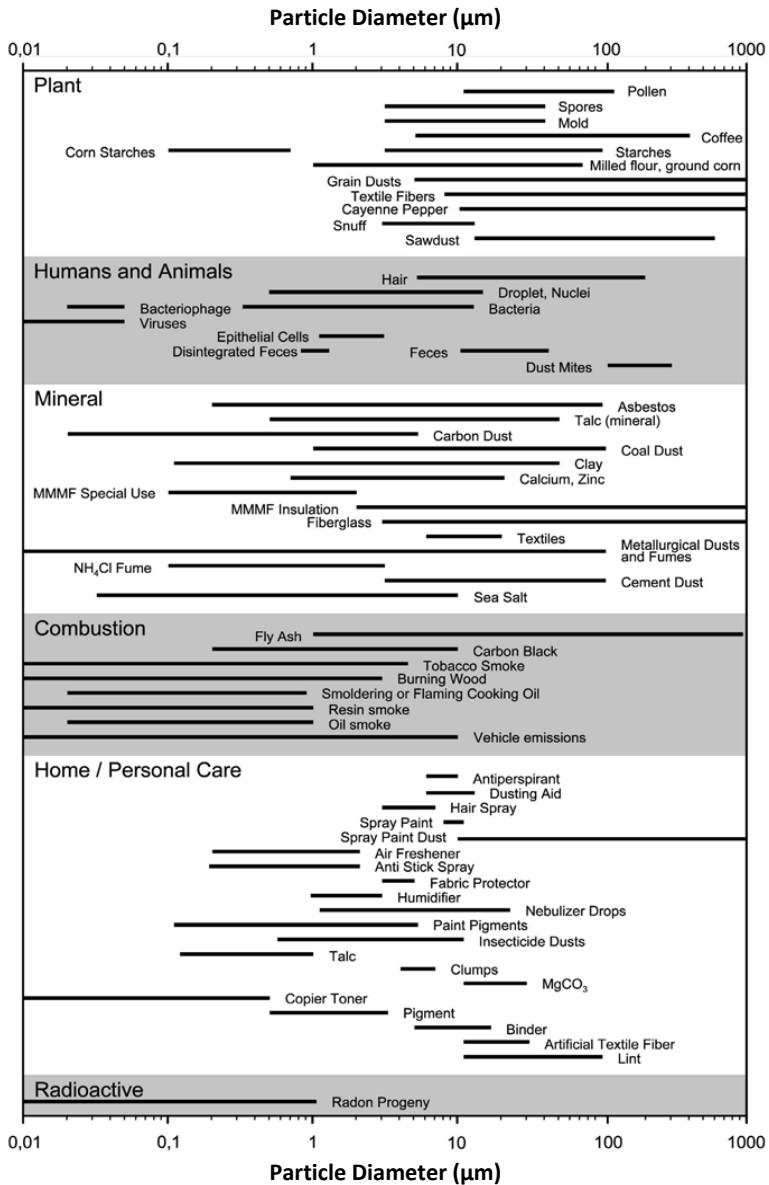 Particle Diameter (µm)
0,01 0,1 1 10 100 1000
Plant
Pollen
Spores
Mold
Coffee
Corn Starches Starches
Milled flour, ground corn
Grain Dusts
Textile Fibers
Cayenne Pepper
Snuff
Sawdust
Humans and Animals
Hair
Droplet, Nuclei
Bacteriophage Bacteria
Viruses
Epithelial Cells
Disintegrated Feces Feces
Dust Mites
Mineral
Asbestos
Talc (mineral)
Carbon Dust
Coal Dust
Clay
Calcium, Zinc
MMMF Special Use
MMMF Insulation
Fiberglass
Textiles
Metallurgical Dusts
and Fumes
NH₄Cl Fume
Cement Dust
Sea Salt
Combustion
Fly Ash
Carbon Black
Tobacco Smoke
Burning Wood
Smoldering or Flaming Cooking Oil
Resin smoke
Oil smoke
Vehicle emissions
Home / Personal Care
Antiperspirant
Dusting Aid
Hair Spray
Spray Paint
Spray Paint Dust
Air Freshener
Anti Stick Spray
Fabric Protector
Humidifier
Nebulizer Drops
Paint Pigments
Insecticide Dusts
Talc
Clumps
MgCO₃
Copier Toner
Pigment
Binder
Artificial Textile Fiber
Lint
Radioactive
Radon Progeny
0,01 0,1 1 10 100 1000
Particle Diameter (µm)